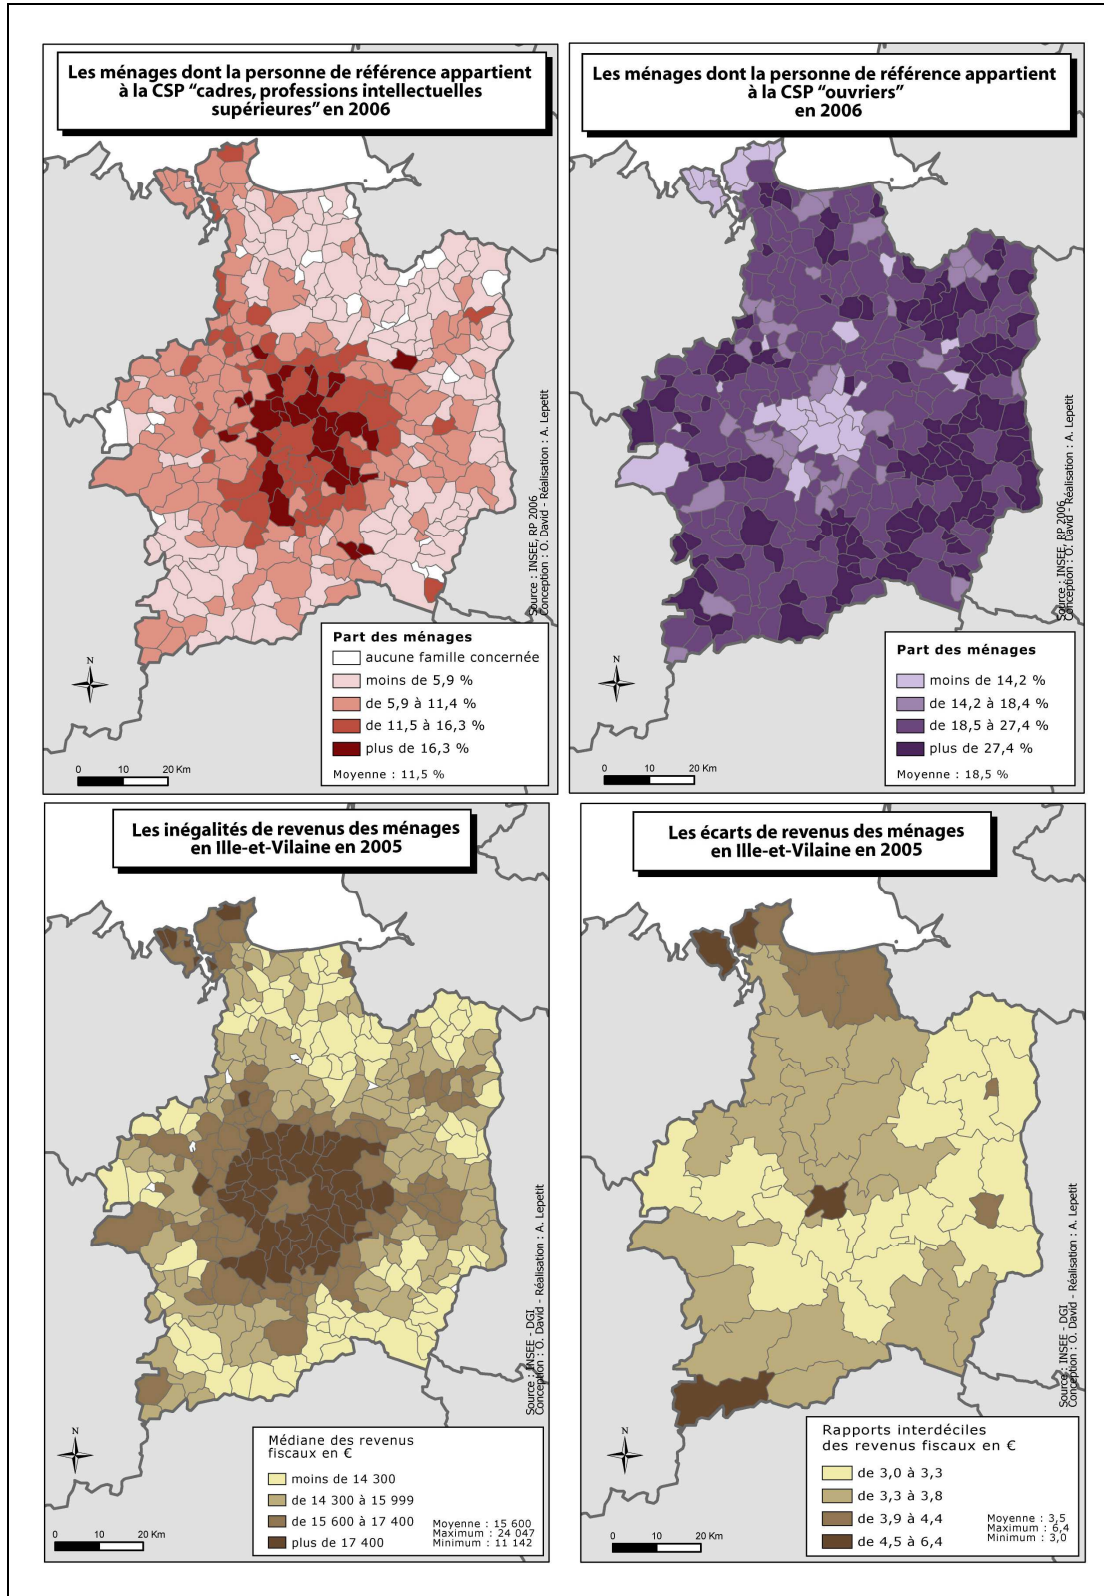 Les ménages dont la personne de référence appartient
à la CSP “cadres, professions intellectuelles
supérieures” en 2006
Source : INSEE, RP 2006
Conception : O. David - Réalisation : A. Lepetit
N
0 10 20 Km
Part des ménages
aucune famille concernée
moins de 5,9 %
de 5,9 à 11,4 %
de 11,5 à 16,3 %
plus de 16,3 %
Moyenne : 11,5 %
Les ménages dont la personne de référence appartient
à la CSP “ouvriers”
en 2006
Source : INSEE, RP 2006
Conception : O. David - Réalisation : A. Lepetit
N
0 10 20 Km
Part des ménages
moins de 14,2 %
de 14,2 à 18,4 %
de 18,5 à 27,4 %
plus de 27,4 %
Moyenne : 18,5 %
Les inégalités de revenus des ménages
en Ille-et-Vilaine en 2005
Source : INSEE - DGI
Conception : O. David - Réalisation : A. Lepetit
N
0 10 20 Km
Médiane des revenus
fiscaux en €
moins de 14 300
de 14 300 à 15 999
de 15 600 à 17 400
plus de 17 400
Moyenne : 15 600
Maximum : 24 047
Minimum : 11 142
Les écarts de revenus des ménages
en Ille-et-Vilaine en 2005
Source : INSEE - DGI
Conception : O. David - Réalisation : A. Lepetit
N
0 10 20 Km
Rapports interdéciles
des revenus fiscaux en €
de 3,0 à 3,3
de 3,3 à 3,8
de 3,9 à 4,4
de 4,5 à 6,4
Moyenne : 3,5
Maximum : 6,4
Minimum : 3,0